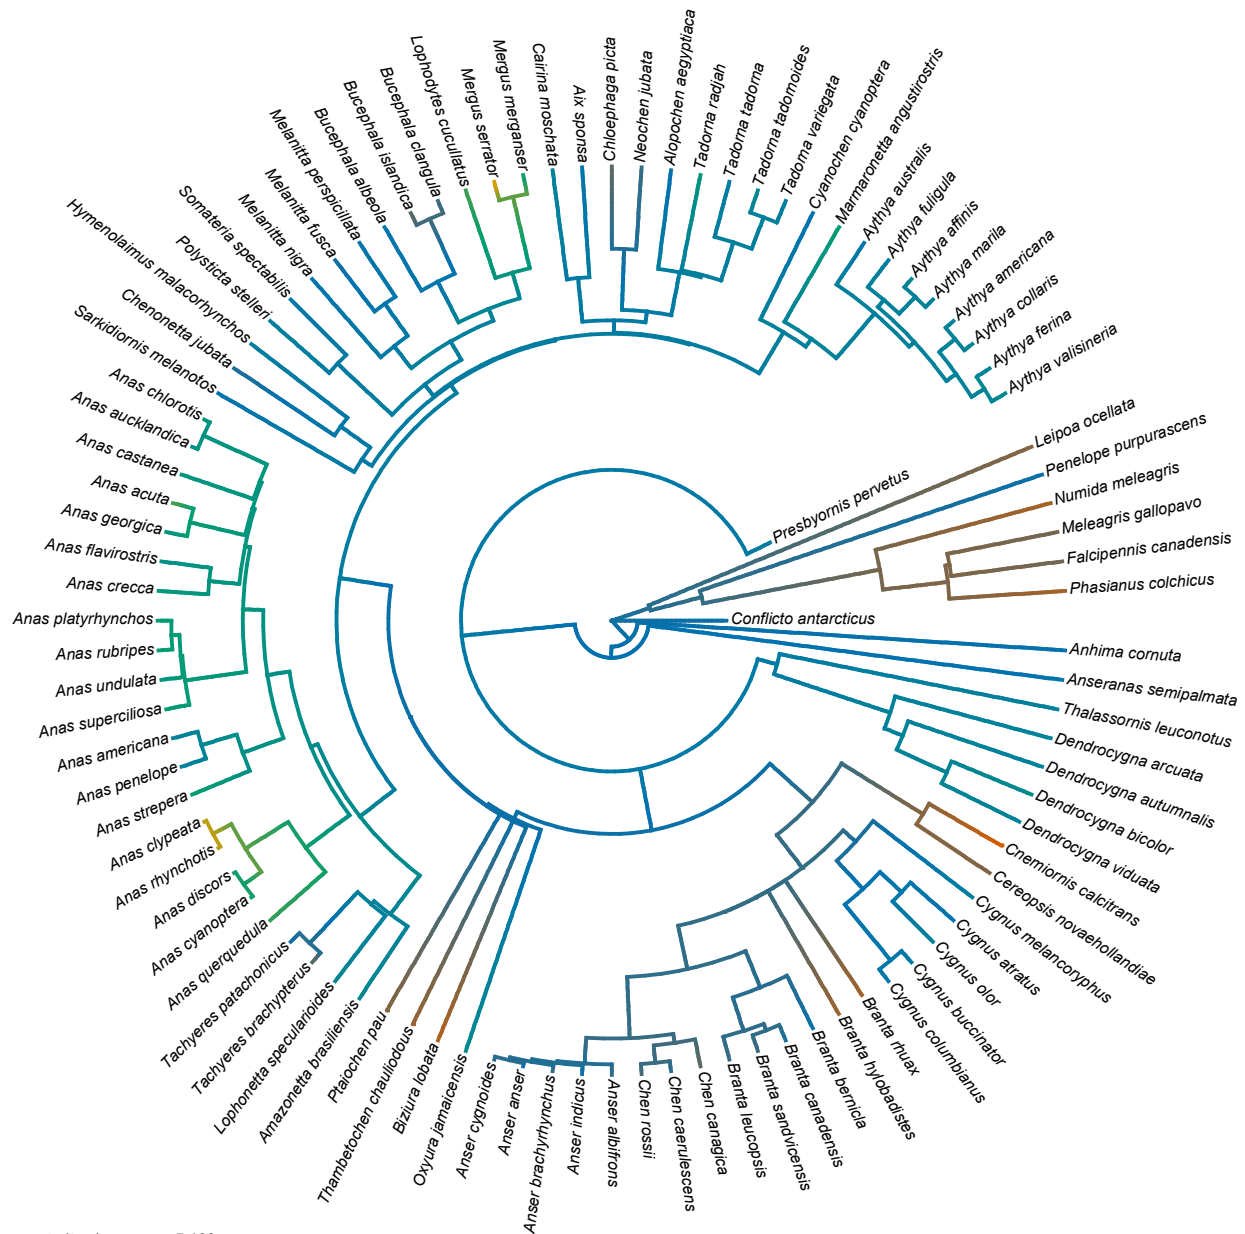 Lophodytes cucullatus
Mergus serrator
Mergus merganser
Cairina moschata
Aix sponsa
Chloephaga picta
Neochen jubata
Alopochen aegyptiaca
Tadorna radjah
Tadorna tadorna
Tadorna tadornoides
Tadorna variegata
Cyanochen cyanoptera
Marmaronetta angustirostris
Aythya australis
Aythya fuligula
Aythya affinis
Aythya marila
Aythya americana
Aythya collaris
Aythya ferina
Aythya valisineria
Leipoa ocellata
Penelope purpurascens
Numida meleagris
Meleagris gallopavo
Falcipennis canadensis
Phasianus colchicus
Presbyornis pervetus
Conflicto antarcticus
Anhima cornuta
Anseranas semipalmata
Thalassornis leuconotus
Dendrocygna arcuata
Dendrocygna autumnalis
Dendrocygna bicolor
Dendrocygna viduata
Cnemiornis calcitrans
Cereopsis novaehollandiae
Cygnus melancoryphus
Cygnus atratus
Cygnus olor
Cygnus buccinator
Cygnus columbianus
Branta rhuax
Branta hylobadistes
Branta bernicla
Branta canadensis
Branta sandvicensis
Branta leucopsis
Chen canagica
Chen caerulescens
Chen rossii
Anser albifrons
Anser indicus
Anser brachyrhynchus
Anser anser
Anser cygnoides
Oxyura jamaicensis
Biziura lobata
Thambetochen chauliodous
Ptaiochen pau
Amazonetta brasiliensis
Lophonetta specularioides
Tachyeres brachypterus
Tachyeres patachonicus
Anas querquedula
Anas cyanoptera
Anas discors
Anas rhynchotis
Anas clypeata
Anas strepera
Anas penelope
Anas americana
Anas superciliosa
Anas undulata
Anas rubripes
Anas platyrhynchos
Anas crecca
Anas flavirostris
Anas georgica
Anas acuta
Anas castanea
Anas aucklandica
Anas chlorotis
Sarkidiornis melanotos
Chenonetta jubata
Hymenolaimus malacorhynchos
Polysticta stelleri
Somateria spectabilis
Melanitta nigra
Melanitta fusca
Melanitta perspicillata
Bucephala albeola
Bucephala islandica
Bucephala clangula